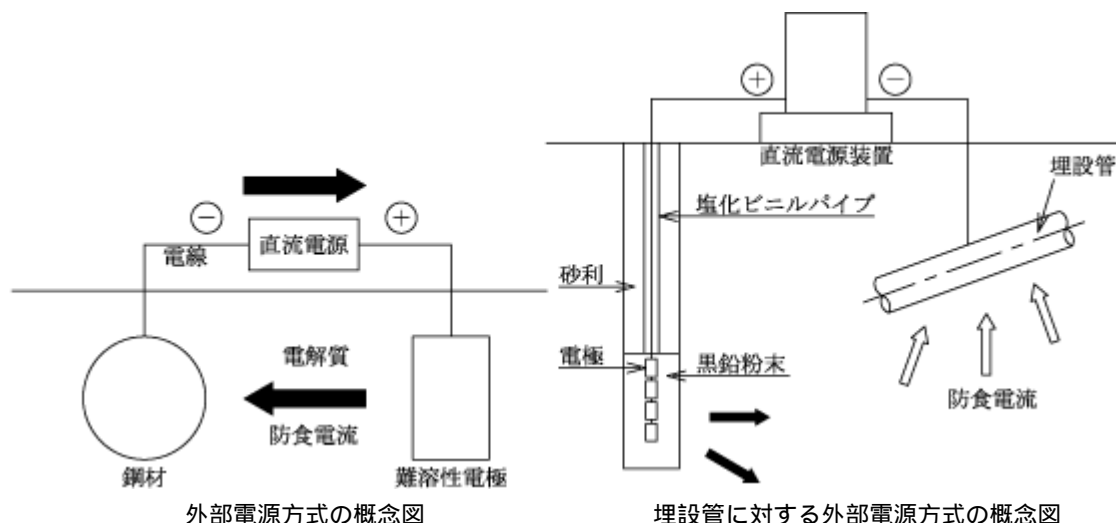 −
+
直流電源
電線
電解質
防食電流
鋼材
難溶性電極
外部電源方式の概念図
+
−
直流電源装置
埋設管
塩化ビニルパイプ
砂利
電極
黒鉛粉末
防食電流
埋設管に対する外部電源方式の概念図